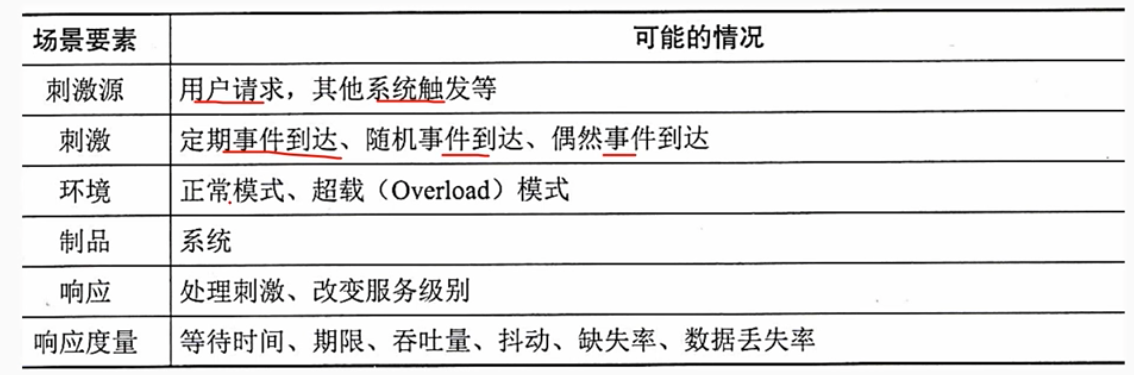 场景要素 可能的情况
刺激源 用户请求，其他系统触发等
刺激 定期事件到达、随机事件到达、偶然事件到达
环境 正常模式、超载（Overload）模式
制品 系统
响应 处理刺激、改变服务级别
响应度量 等待时间、期限、吞吐量、抖动、缺失率、数据丢失率